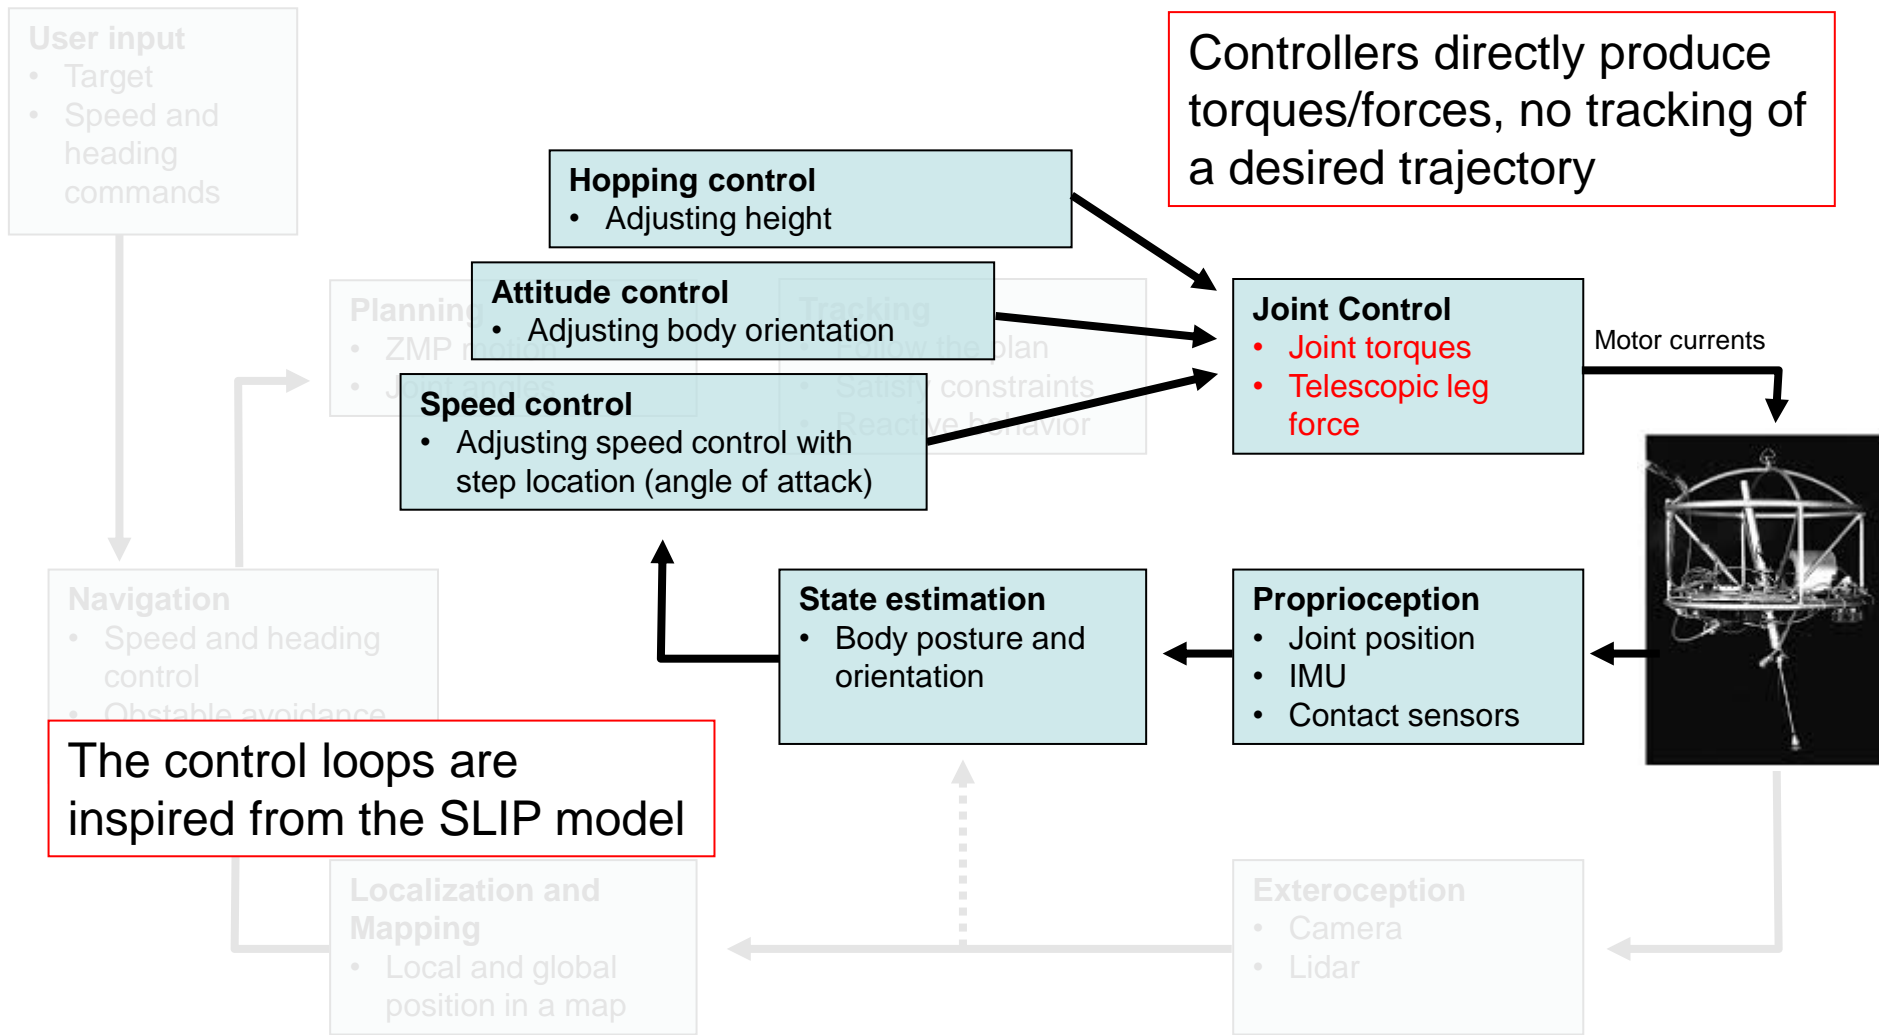 User input
• Target
• Speed and
heading
commands
Controllers directly produce
torques/forces, no tracking of
a desired trajectory
Hopping control
• Adjusting height
Attitude control
• Adjusting body orientation
Planning
• ZMP motion
• Joint angles
Tracking
• Follow the plan
• Satisfy constraints
• Reactive behavior
Speed control
• Adjusting speed control with
step location (angle of attack)
Joint Control
• Joint torques
• Telescopic leg
force
Motor currents
Navigation
• Speed and heading
control
• Obstable avoidance
State estimation
• Body posture and
orientation
Proprioception
• Joint position
• IMU
• Contact sensors
The control loops are
inspired from the SLIP model
Localization and
Mapping
• Local and global
position in a map
Exteroception
• Camera
• Lidar